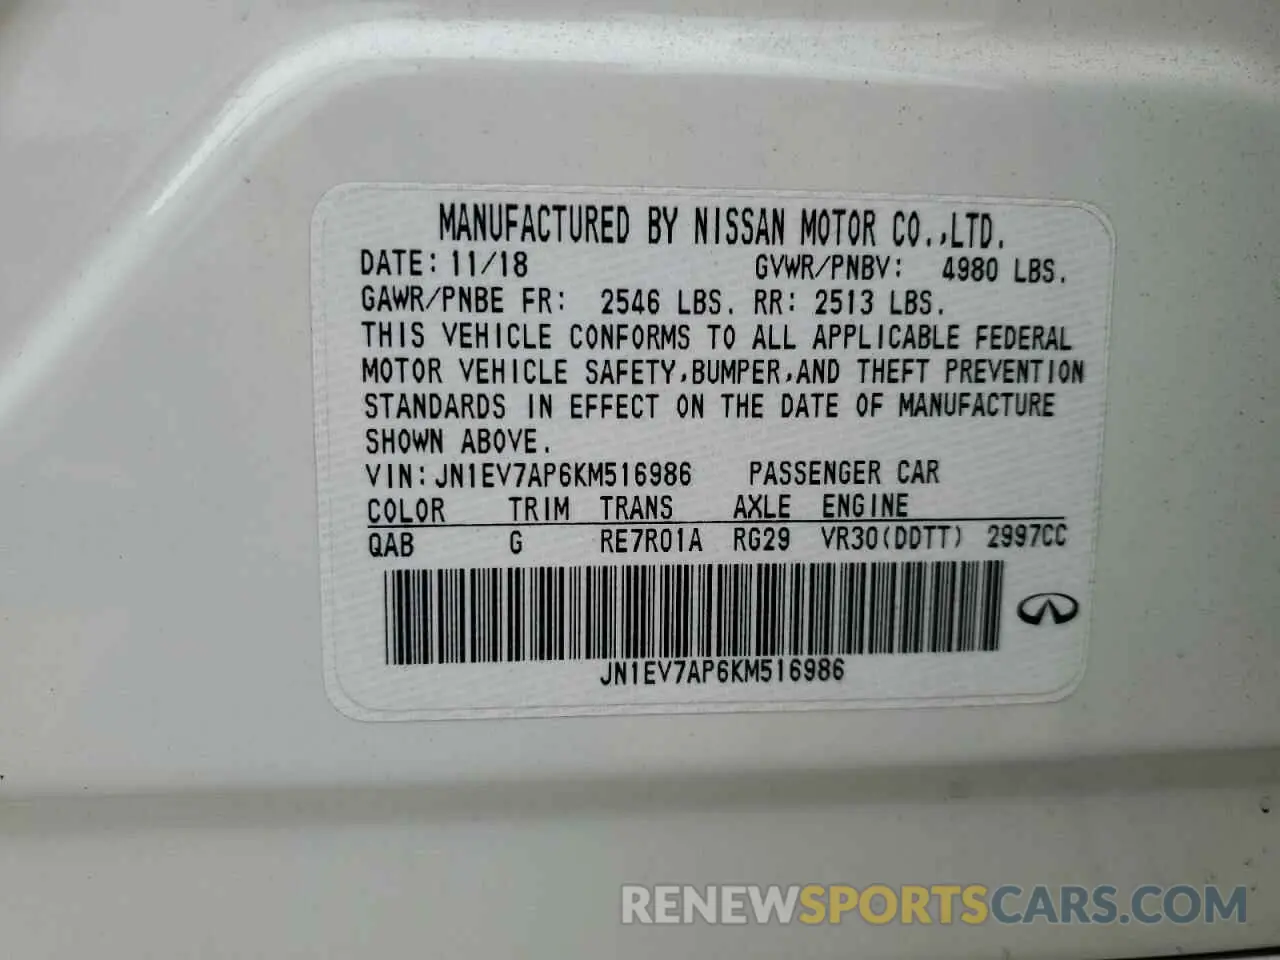 MANUFACTURED BY NISSAN MOTOR CO.,LTD.
DATE: 11/18 GVWR/PNBV: 4980 LBS.
GAWR/PNBE FR: 2546 LBS. RR: 2513 LBS.
THIS VEHICLE CONFORMS TO ALL APPLICABLE FEDERAL
MOTOR VEHICLE SAFETY,BUMPER,AND THEFT PREVENTION
STANDARDS IN EFFECT ON THE DATE OF MANUFACTURE
SHOWN ABOVE.
VIN:JN1EV7AP6KM516986 PASSENGER CAR
COLOR TRIM TRANS AXLE ENGINE
QAB G RE7R01A RG29 VR30(DDTT) 2997CC
JN1EV7AP6KM516986
RENEWSPORTSCARS.COM